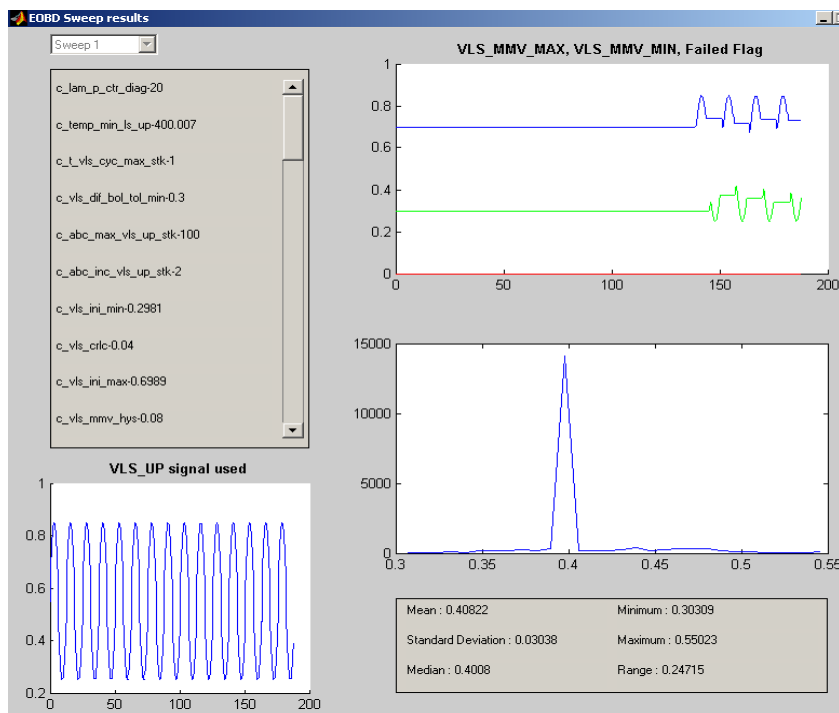 EOBD Sweep results
Sweep 1
c_lam_p_ctr_diag-20
c_temp_min_ls_up-400.007
c_t_vls_cyc_max_stk-1
c_vls_dif_bol_tol_min-0.3
c_abc_max_vls_up_stk-100
c_abc_inc_vls_up_stk-2
c_vls_ini_min-0.2981
c_vls_crlc-0.04
c_vls_ini_max-0.6989
c_vls_mmv_hys-0.08
VLS_UP signal used
1
0.8
0.6
0.4
0.2
0 50 100 150 200
VLS_MMV_MAX, VLS_MMV_MIN, Failed Flag
1
0.8
0.6
0.4
0.2
0
0 50 100 150 200
15000
10000
5000
0
0.3 0.35 0.4 0.45 0.5 0.55
Mean : 0.40822 Minimum : 0.30309
Standard Deviation : 0.03038 Maximum : 0.55023
Median : 0.4008 Range : 0.24715